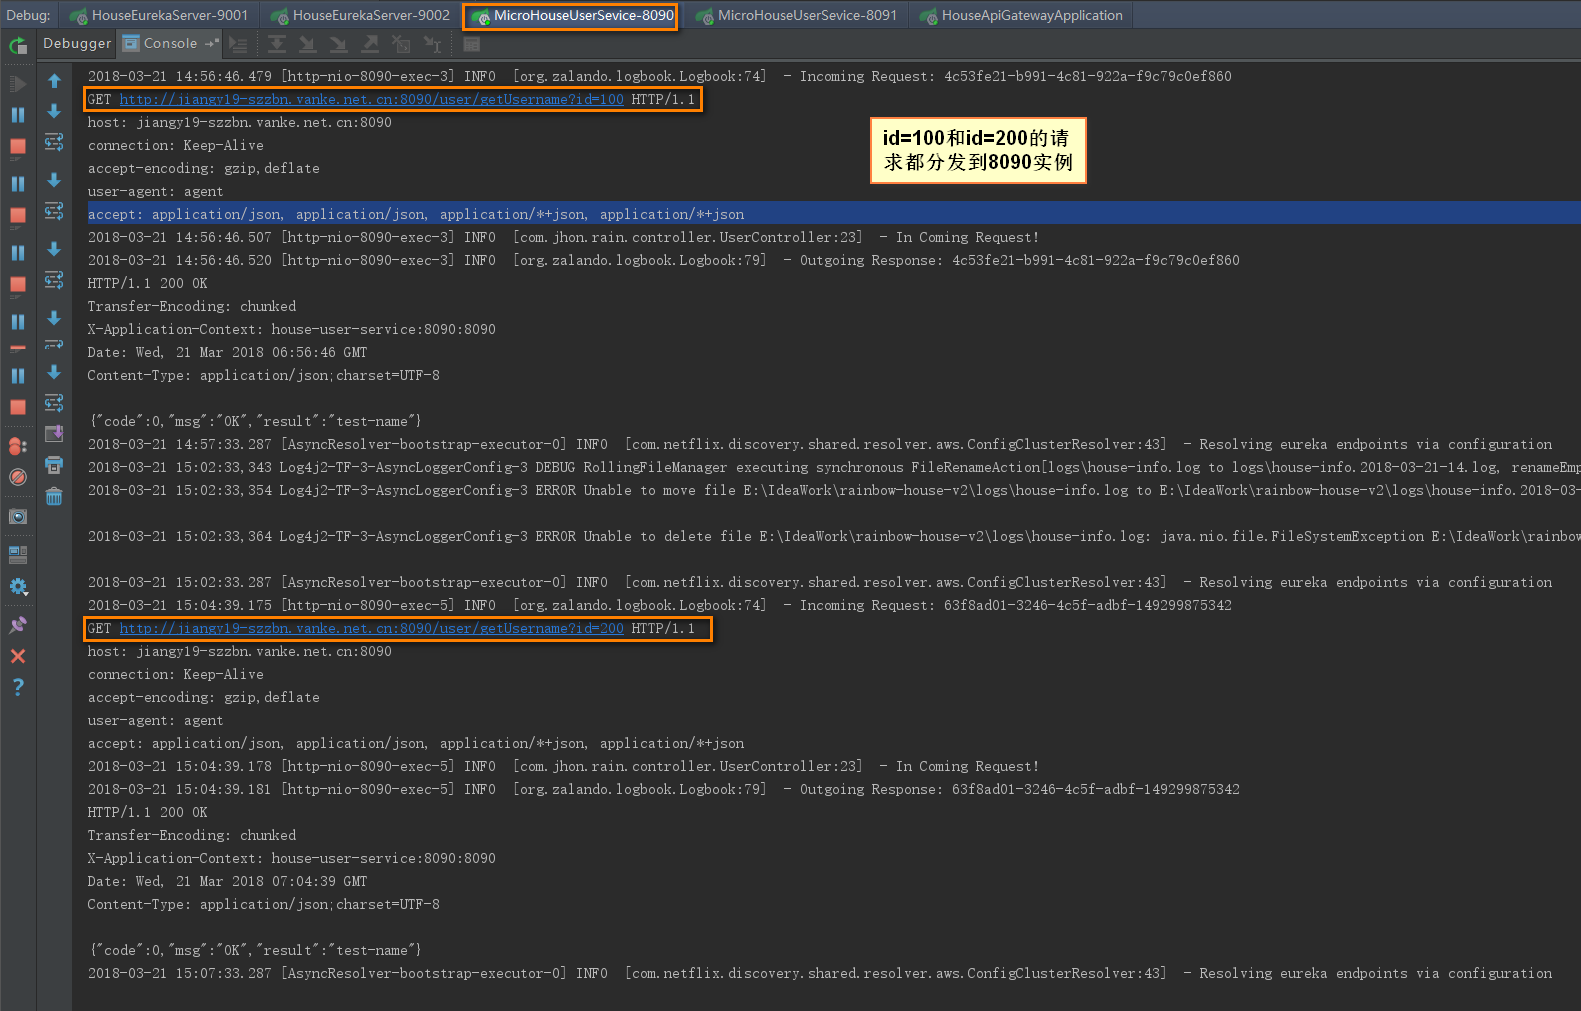 Debug: HouseEurekaServer-9001 HouseEurekaServer-9002 MicroHouseUserSevice-8090 MicroHouseUserSevice-8091 HouseApiGatewayApplication
Debugger Console
2018-03-21 14:56:46.479 [http-nio-8090-exec-3] INFO  [org.zalando.logbook.Logbook:74]  - Incoming Request: 4c53fe21-b991-4c81-922a-f9c79c0ef860
GET http://jiangy19-szzbn.vanke.net.cn:8090/user/getUsername?id=100 HTTP/1.1
host: jiangy19-szzbn.vanke.net.cn:8090
id=100和id=200的请
求都分发到8090实例
connection: Keep-Alive
accept-encoding: gzip,deflate
user-agent: agent
accept: application/json, application/json, application/*+json, application/*+json
2018-03-21 14:56:46.507 [http-nio-8090-exec-3] INFO  [com.jhon.rain.controller.UserController:23]  - In Coming Request!
2018-03-21 14:56:46.520 [http-nio-8090-exec-3] INFO  [org.zalando.logbook.Logbook:79]  - Outgoing Response: 4c53fe21-b991-4c81-922a-f9c79c0ef860
HTTP/1.1 200 OK
Transfer-Encoding: chunked
X-Application-Context: house-user-service:8090:8090
Date: Wed, 21 Mar 2018 06:56:46 GMT
Content-Type: application/json;charset=UTF-8
{"code":0,"msg":"OK","result":"test-name"}
2018-03-21 14:57:33.287 [AsyncResolver-bootstrap-executor-0] INFO  [com.netflix.discovery.shared.resolver.aws.ConfigClusterResolver:43]  - Resolving eureka endpoints via configuration
2018-03-21 15:02:33,343 Log4j2-TF-3-AsyncLoggerConfig-3 DEBUG RollingFileManager executing synchronous FileRenameAction[logs\house-info.log to logs\house-info.2018-03-21-14.log, renameEmp
2018-03-21 15:02:33,354 Log4j2-TF-3-AsyncLoggerConfig-3 ERROR Unable to move file E:\IdeaWork\rainbow-house-v2\logs\house-info.log to E:\IdeaWork\rainbow-house-v2\logs\house-info.2018-03-
2018-03-21 15:02:33,364 Log4j2-TF-3-AsyncLoggerConfig-3 ERROR Unable to delete file E:\IdeaWork\rainbow-house-v2\logs\house-info.log: java.nio.file.FileSystemException E:\IdeaWork\rainbow
2018-03-21 15:02:33.287 [AsyncResolver-bootstrap-executor-0] INFO  [com.netflix.discovery.shared.resolver.aws.ConfigClusterResolver:43]  - Resolving eureka endpoints via configuration
2018-03-21 15:04:39.175 [http-nio-8090-exec-5] INFO  [org.zalando.logbook.Logbook:74]  - Incoming Request: 63f8ad01-3246-4c5f-adbf-149299875342
GET http://jiangy19-szzbn.vanke.net.cn:8090/user/getUsername?id=200 HTTP/1.1
host: jiangy19-szzbn.vanke.net.cn:8090
connection: Keep-Alive
accept-encoding: gzip,deflate
user-agent: agent
accept: application/json, application/json, application/*+json, application/*+json
2018-03-21 15:04:39.178 [http-nio-8090-exec-5] INFO  [com.jhon.rain.controller.UserController:23]  - In Coming Request!
2018-03-21 15:04:39.181 [http-nio-8090-exec-5] INFO  [org.zalando.logbook.Logbook:79]  - Outgoing Response: 63f8ad01-3246-4c5f-adbf-149299875342
HTTP/1.1 200 OK
Transfer-Encoding: chunked
X-Application-Context: house-user-service:8090:8090
Date: Wed, 21 Mar 2018 07:04:39 GMT
Content-Type: application/json;charset=UTF-8
{"code":0,"msg":"OK","result":"test-name"}
2018-03-21 15:07:33.287 [AsyncResolver-bootstrap-executor-0] INFO  [com.netflix.discovery.shared.resolver.aws.ConfigClusterResolver:43]  - Resolving eureka endpoints via configuration